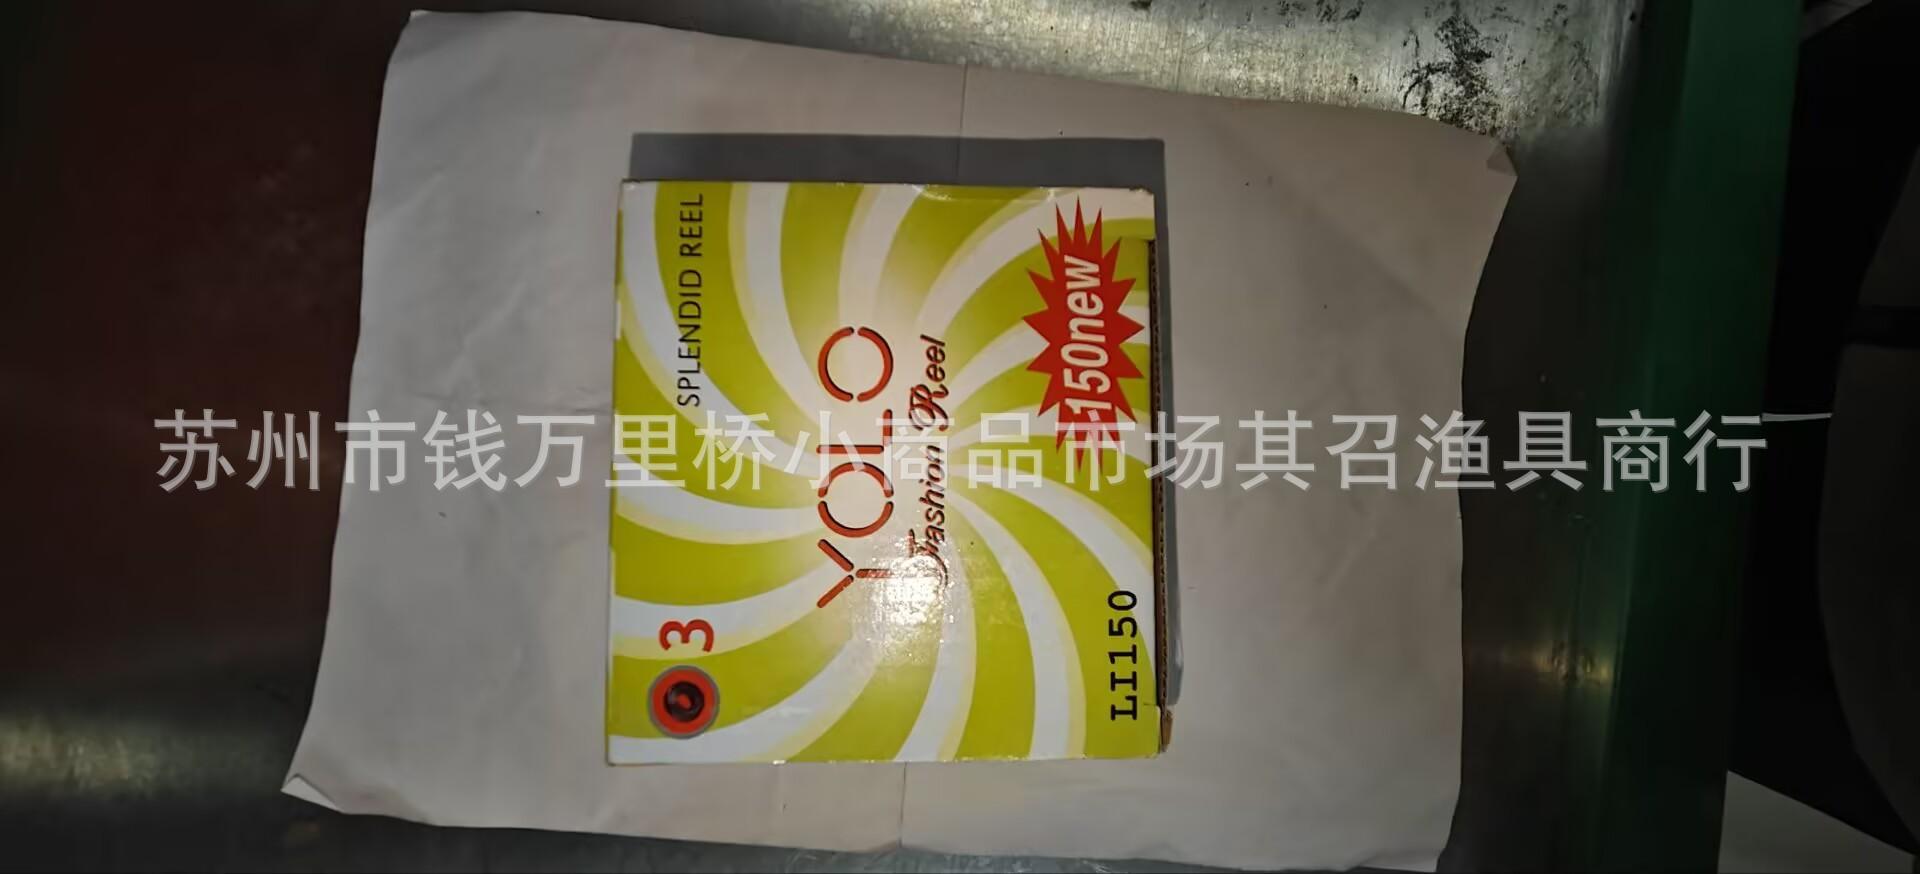 SPLENDID REEL
3
YOLO
Fashion Reel
150new
LI150
苏州市钱万里桥小商品市场其召渔具商行